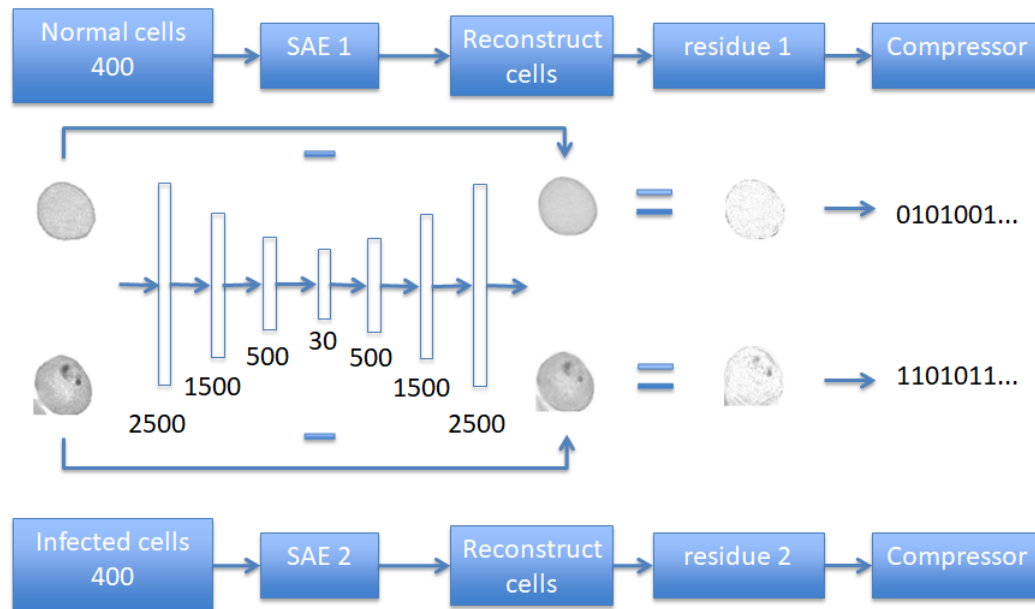 Normal cells
400
SAE 1
Reconstruct
cells
residue 1
Compressor
0101001...
500
30
500
1500
1500
2500
2500
1101011...
Infected cells
400
SAE 2
Reconstruct
cells
residue 2
Compressor